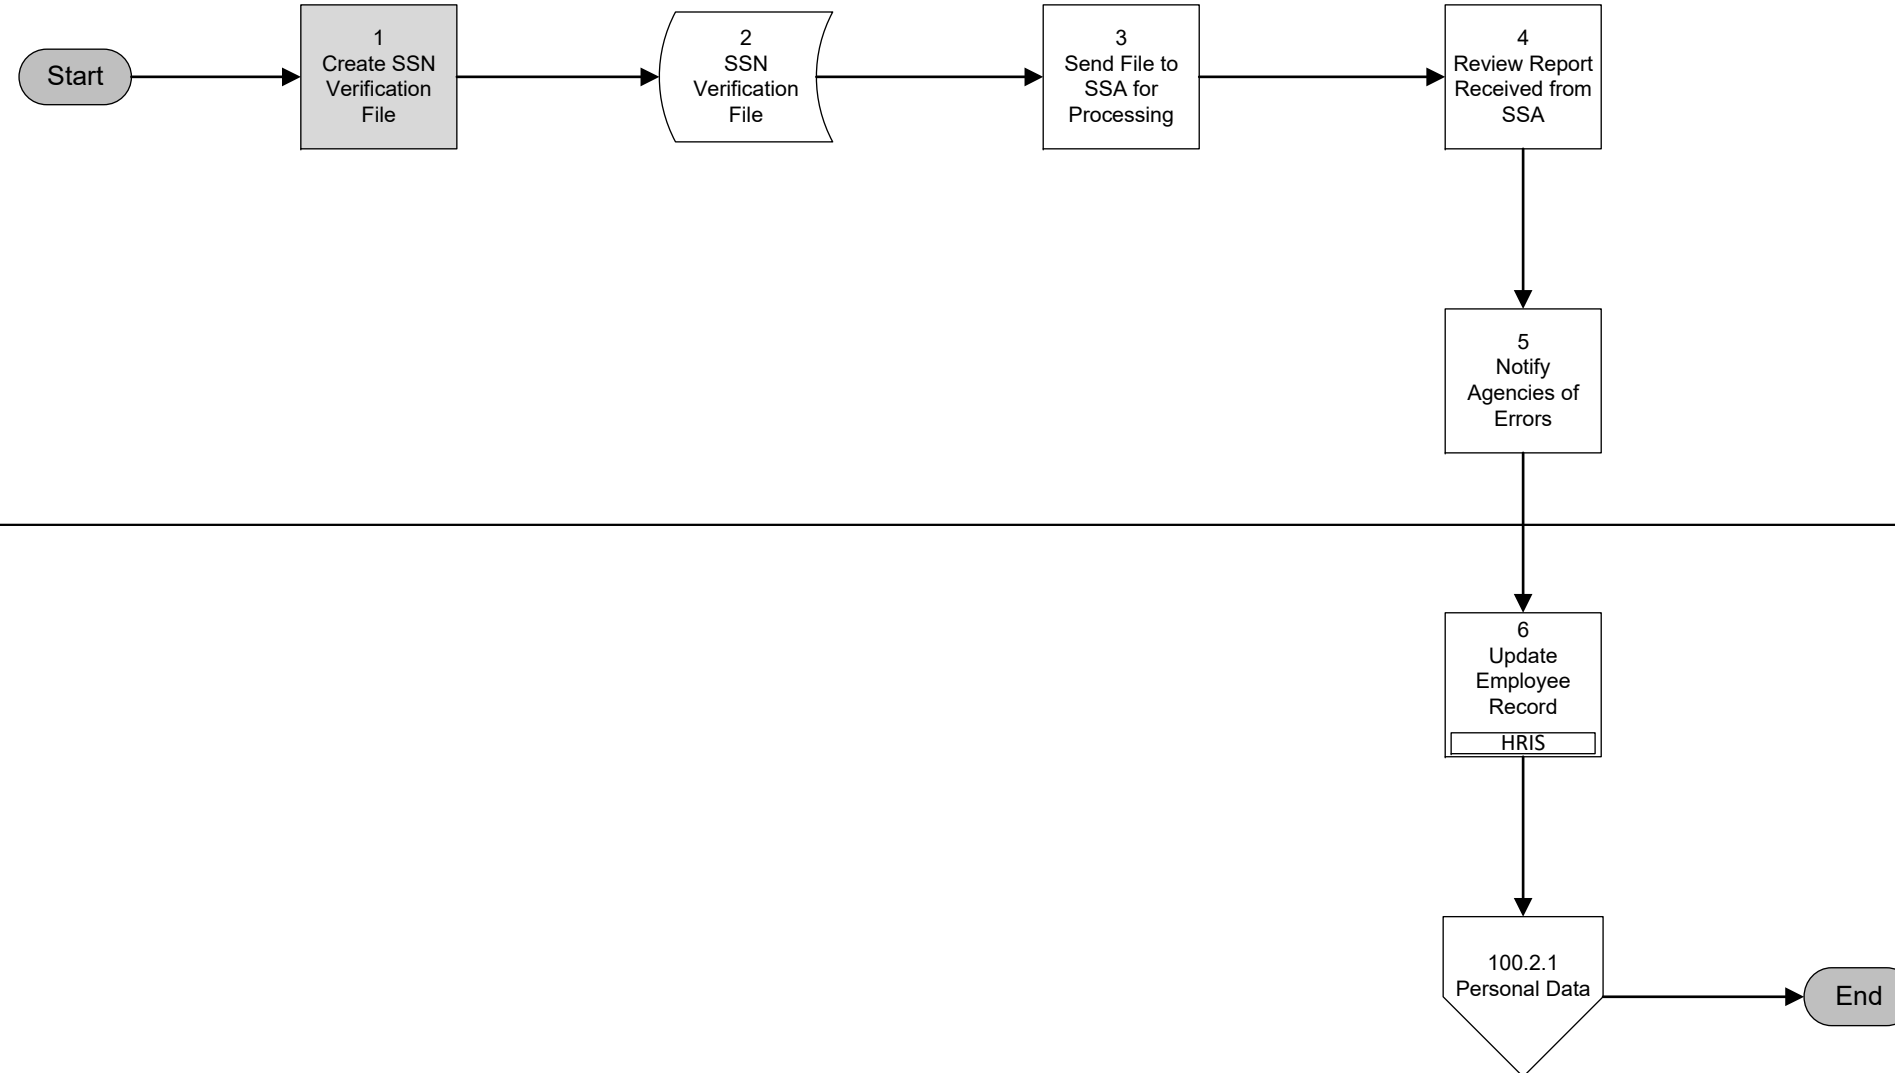 Start
1
Create SSN
Verification
File
2
SSN
Verification
File
3
Send File to
SSA for
Processing
4
Review Report
Received from
SSA
5
Notify
Agencies of
Errors
6
Update
Employee
Record
HRIS
100.2.1
Personal Data
End